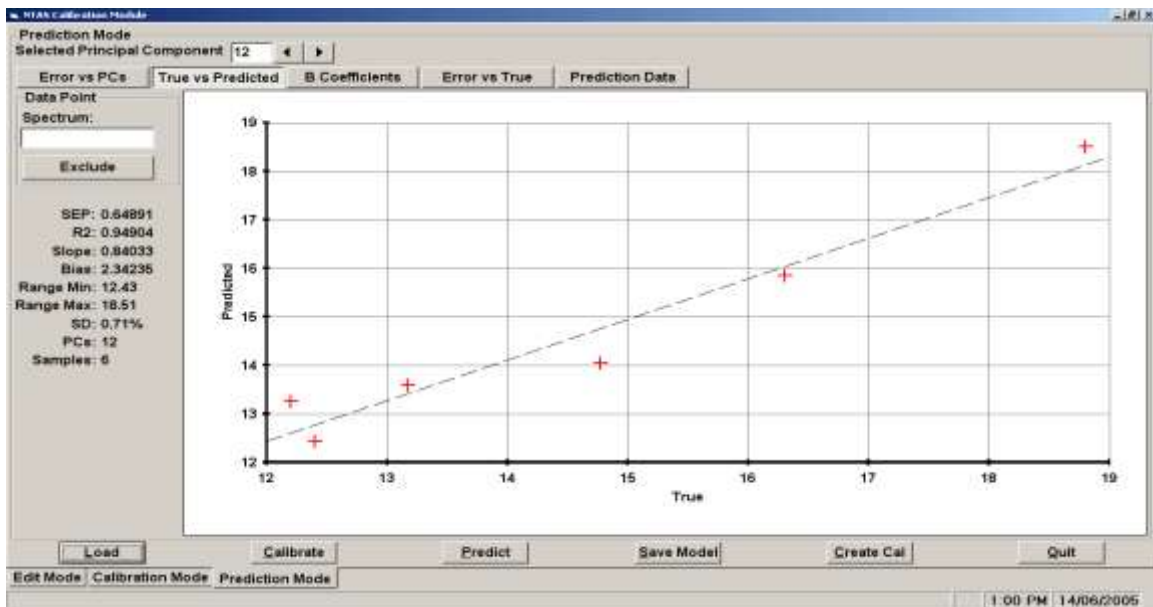 NTAS Calibration Module
Prediction Mode
Selected Principal Component 12
Error vs PCs True vs Predicted B Coefficients Error vs True Prediction Data
Data Point
Spectrum:
Exclude
SEP: 0.64891
R2: 0.94904
Slope: 0.84033
Bias: 2.34235
Range Min: 12.43
Range Max: 18.51
SD: 0.71%
PCs: 12
Samples: 6
Predicted
19
18
17
16
15
14
13
12
12 13 14 15 16 17 18 19
True
Load Calibrate Predict Save Model Create Cal Quit
Edit Mode Calibration Mode Prediction Mode
1:00 PM 14/06/2005